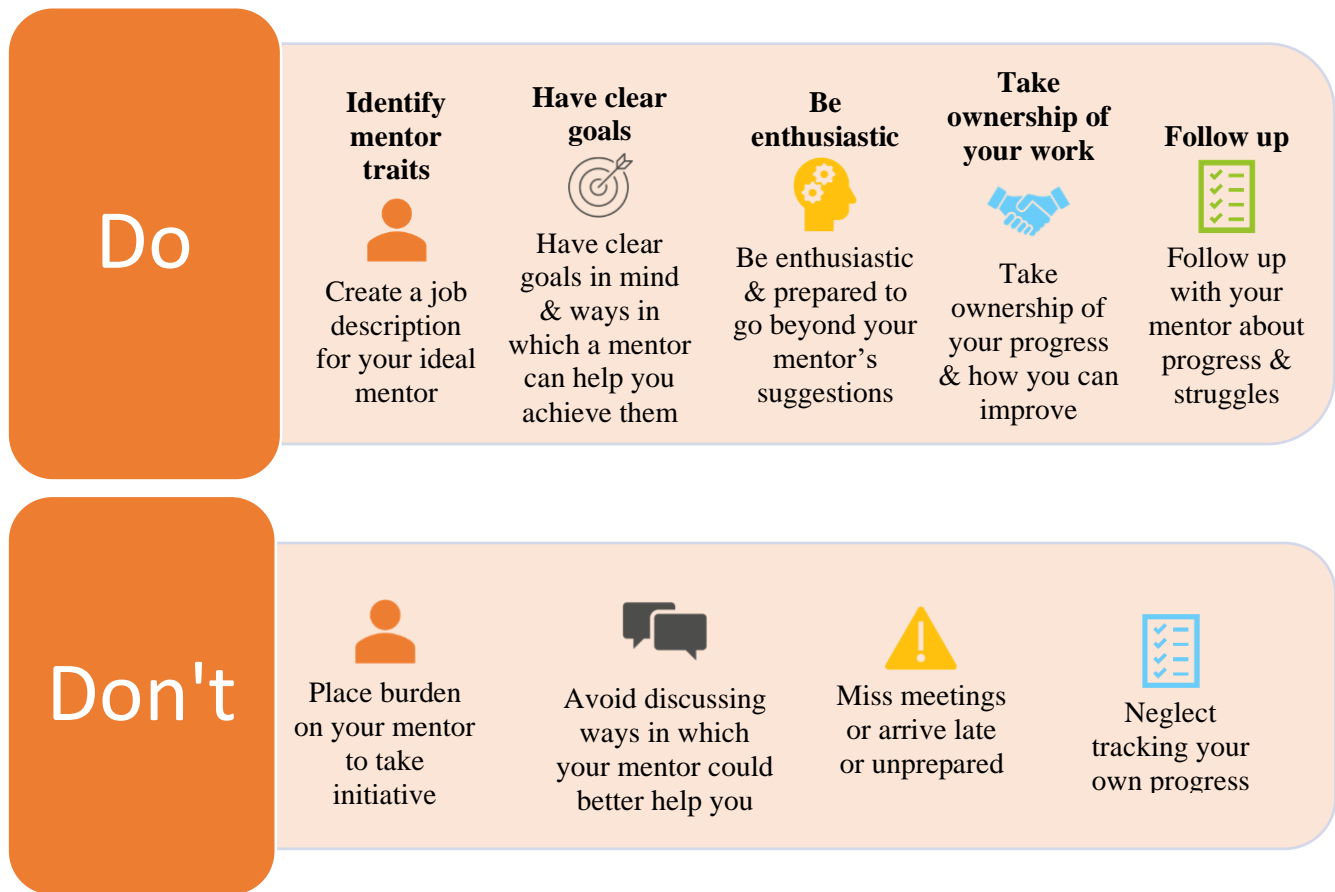 Do
Identify
mentor
traits
Create a job
description
for your ideal
mentor
Have clear
goals
Have clear
goals in mind
& ways in
which a mentor
can help you
achieve them
Be
enthusiastic
Be enthusiastic
& prepared to
go beyond your
mentor’s
suggestions
Take
ownership of
your work
Take
ownership of
your progress
& how you can
improve
Follow up
Follow up
with your
mentor about
progress &
struggles
Don't
Place burden
on your mentor
to take
initiative
Avoid discussing
ways in which
your mentor could
better help you
Miss meetings
or arrive late
or unprepared
Neglect
tracking your
own progress